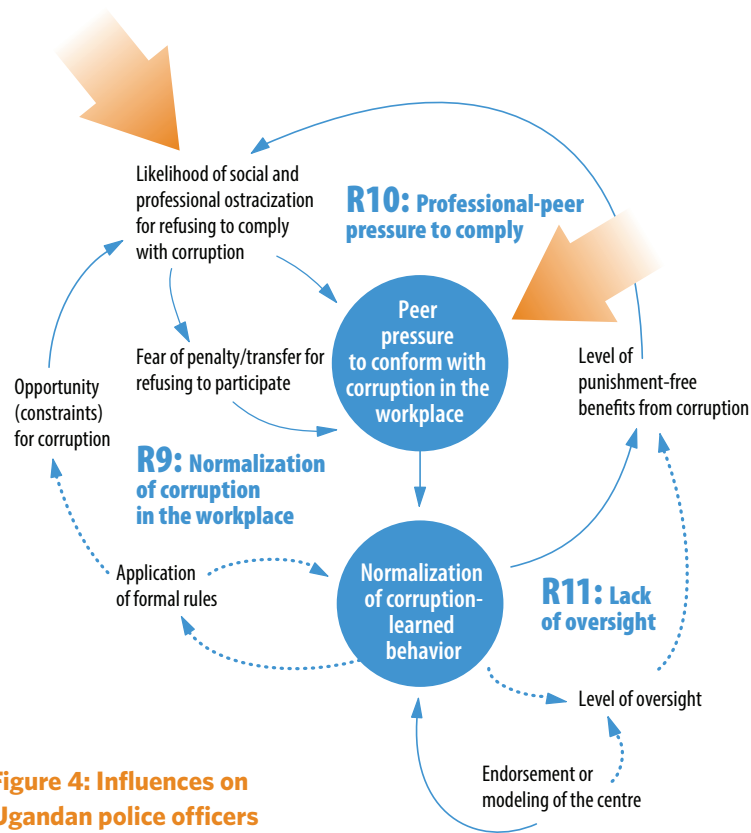 Likelihood of social and
professional ostracization
for refusing to comply
with corruption
R10: Professional-peer
pressure to comply
Peer
pressure
to conform with
corruption in the
workplace
Fear of penalty/transfer for
refusing to participate
Level of
punishment-free
benefits from corruption
Opportunity
(constraints)
for corruption
R9: Normalization
of corruption
in the workplace
Application
of formal rules
Normalization
of corruption-
learned
behavior
R11: Lack
of oversight
Level of oversight
Endorsement or
modeling of the centre
Figure 4: Influences on
Ugandan police officers